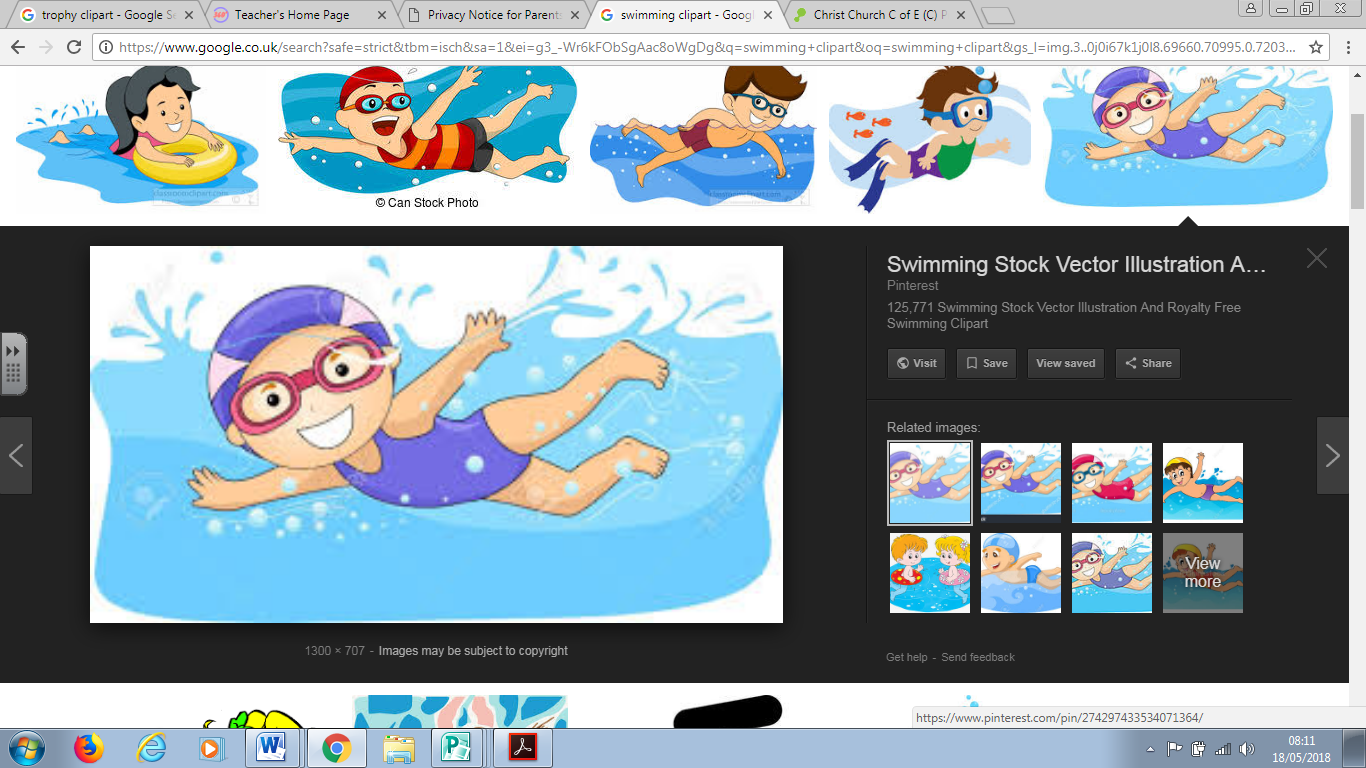 trophy clipart - Google Se
Teacher's Home Page
Privacy Notice for Parents
swimming clipart - Googl
Christ Church C of E (C) P
https://www.google.co.uk/search?safe=strict&tbm=isch&sa=1&ei=g3_-Wr6kFObSgAac8oWgDg&q=swimming+clipart&oq=swimming+clipart&gs_l=img.3..0j0i67k1j0l8.69660.70995.0.7203...
© Can Stock Photo
Swimming Stock Vector Illustration A...
Pinterest
125,771 Swimming Stock Vector Illustration And Royalty Free
Swimming Clipart
Visit
Save
View saved
Share
Related images:
View
more
1300 × 707 - Images may be subject to copyright
Get help - Send feedback
https://www.pinterest.com/pin/274297433534071364/
08:11
18/05/2018